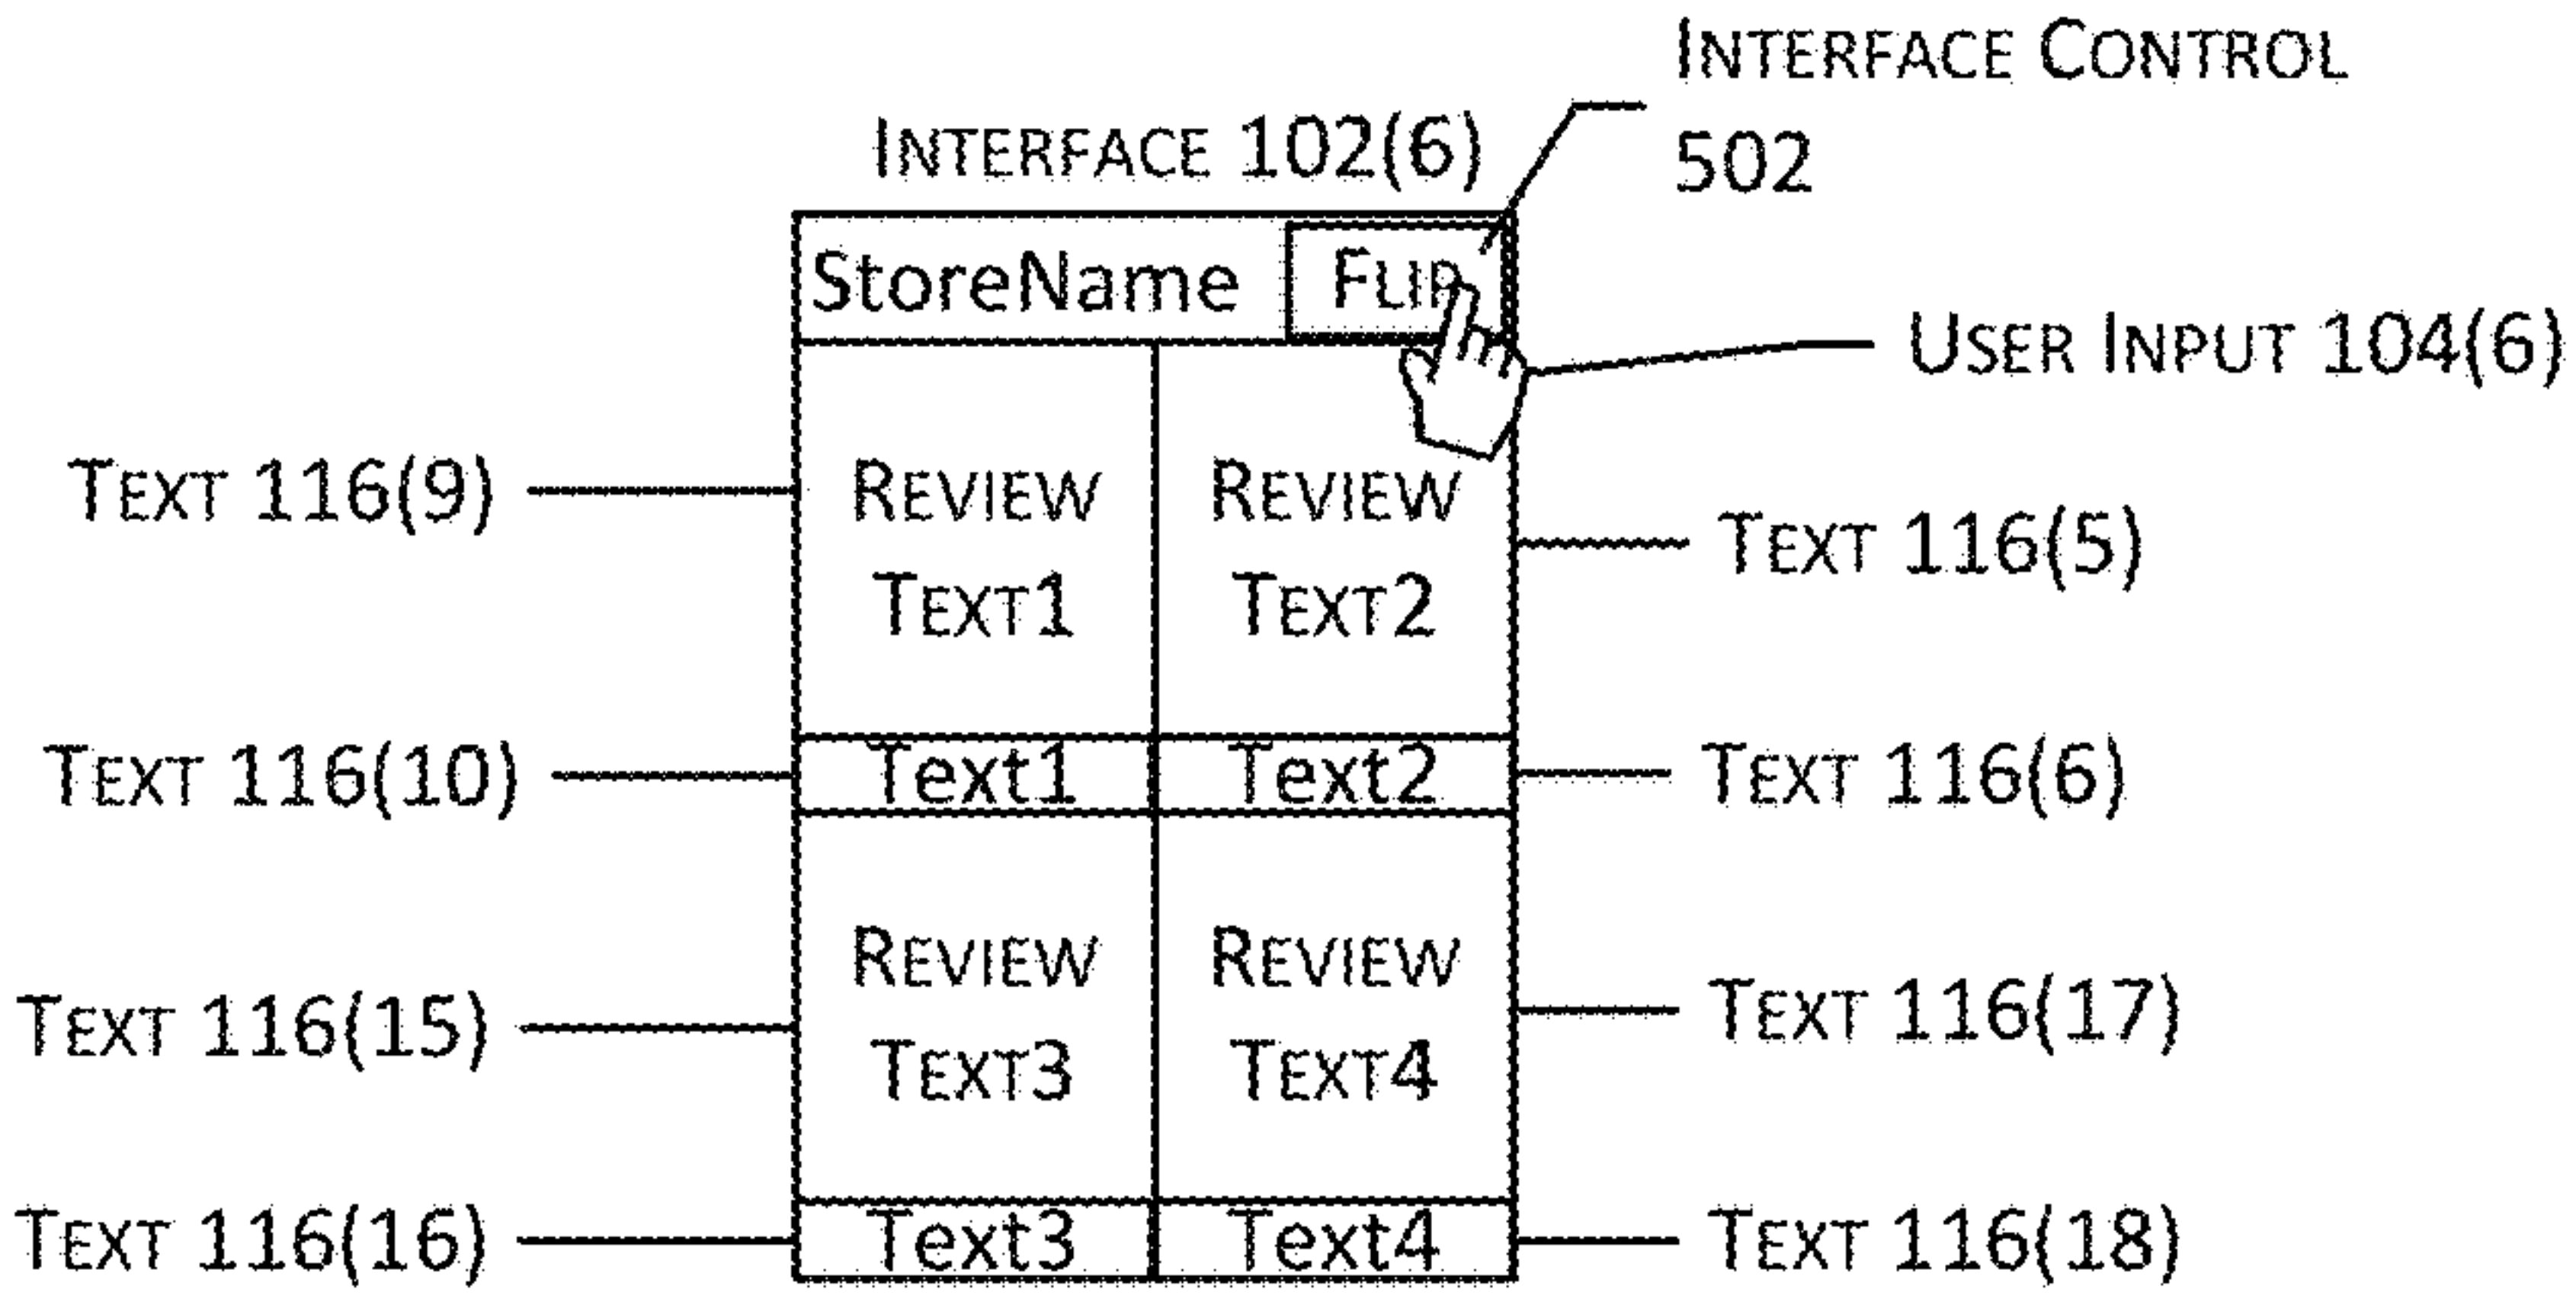 INTERFACE CONTROL
502
INTERFACE 102(6)
StoreName FLIP
USER INPUT 104(6)
TEXT 116(9)
REVIEW
TEXT1
REVIEW
TEXT2
TEXT 116(5)
TEXT 116(10)
Text1
Text2
TEXT 116(6)
TEXT 116(15)
REVIEW
TEXT3
REVIEW
TEXT4
TEXT 116(17)
TEXT 116(16)
Text3
Text4
TEXT 116(18)